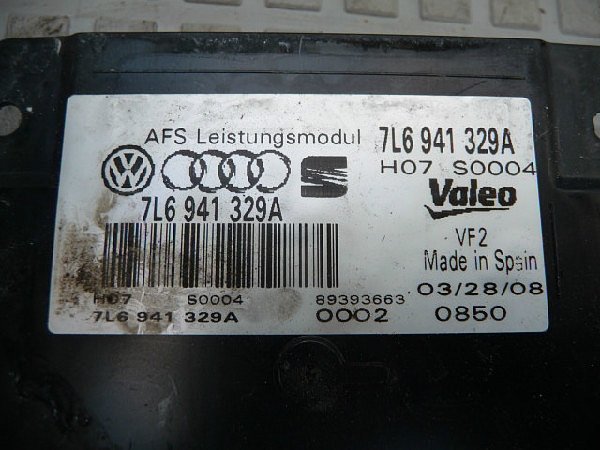 AFS Leistungsmodul 7L6 941 329A
H07 S0004
Valeo
7L6 941 329A
VF2
Made in Spain
03/28/08
H07 S0004 89393663
7L6 941 329A 0002 0850